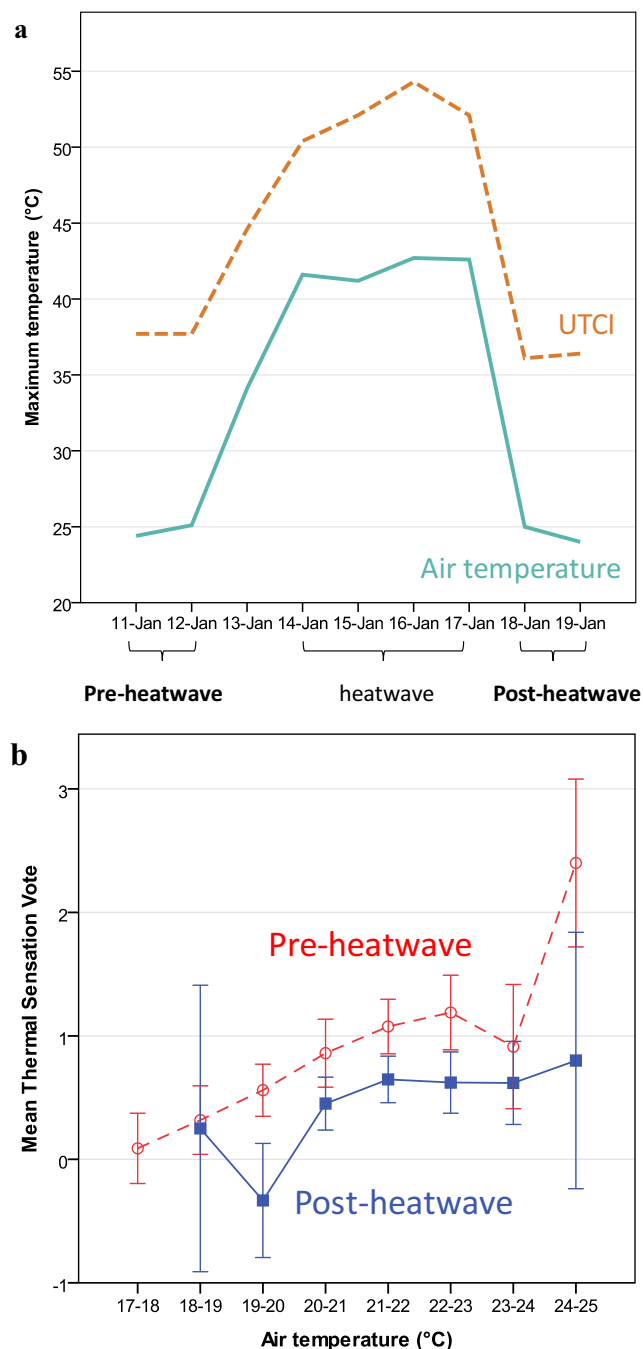 a
Maximum temperature (°C)
55
50
45
40
35
30
25
20
UTCI
Air temperature
11-Jan 12-Jan 13-Jan 14-Jan 15-Jan 16-Jan 17-Jan 18-Jan 19-Jan
Pre-heatwave heatwave Post-heatwave
b
Mean Thermal Sensation Vote
3
2
1
0
-1
Pre-heatwave
Post-heatwave
17-18 18-19 19-20 20-21 21-22 22-23 23-24 24-25
Air temperature (°C)